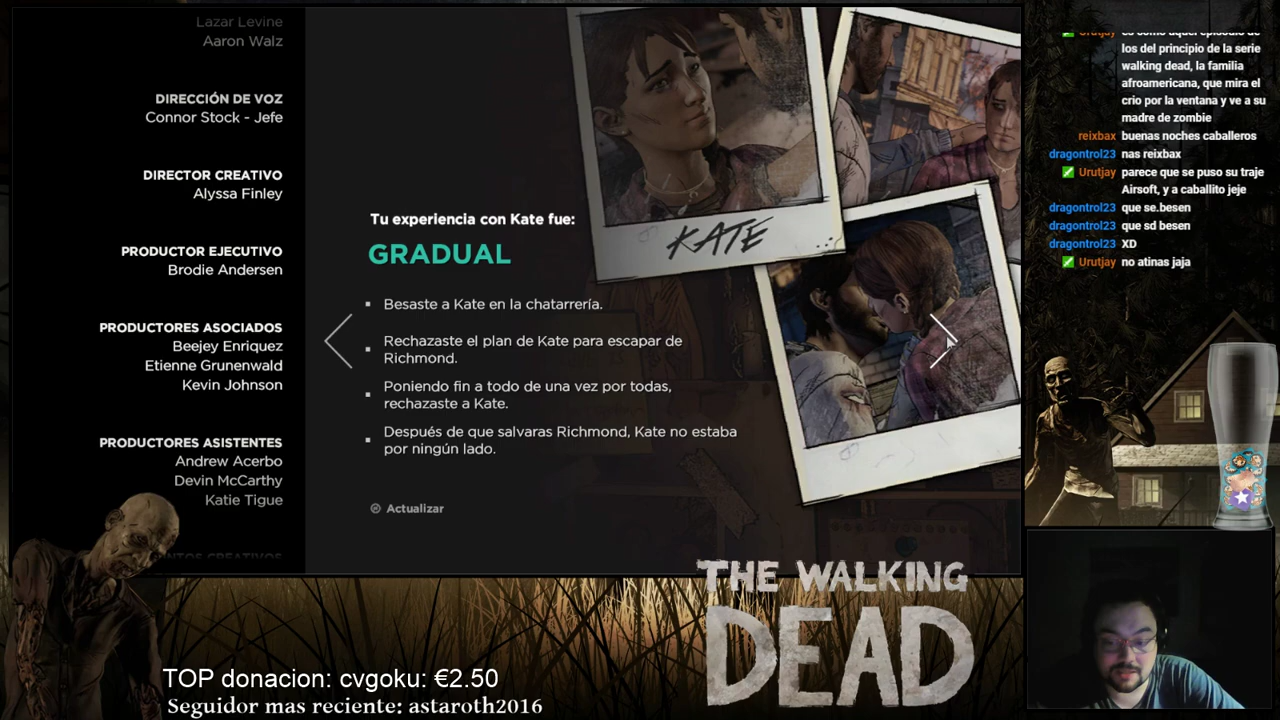 Lazar Levine
Aaron Walz
DIRECCIÓN DE VOZ
Connor Stock - Jefe
DIRECTOR CREATIVO
Alyssa Finley
PRODUCTOR EJECUTIVO
Brodie Andersen
PRODUCTORES ASOCIADOS
Beejey Enriquez
Etienne Grunenwald
Kevin Johnson
PRODUCTORES ASISTENTES
Andrew Acerbo
Devin McCarthy
Katie Tigue
CREATIVOS
Tu experiencia con Kate fue:
GRADUAL
▪ Besaste a Kate en la chatarrería.
▪ Rechazaste el plan de Kate para escapar de
Richmond.
▪ Poniendo fin a todo de una vez por todas,
rechazaste a Kate.
▪ Después de que salvaras Richmond, Kate no estaba
por ningún lado.
Actualizar
KATE
Urutjay es como aquel episodio de
los del principio de la serie
walking dead, la familia
afroamericana, que mira el
crio por la ventana y ve a su
madre de zombie
reixbax buenas noches caballeros
dragontrol23 nas reixbax
Urutjay parece que se puso su traje
Airsoft, y a caballito jeje
dragontrol23 que se.besen
dragontrol23 que sd besen
dragontrol23 XD
Urutjay no atinas jaja
THE WALKING
DEAD
TOP donacion: cvgoku: €2.50
Seguidor mas reciente: astaroth2016